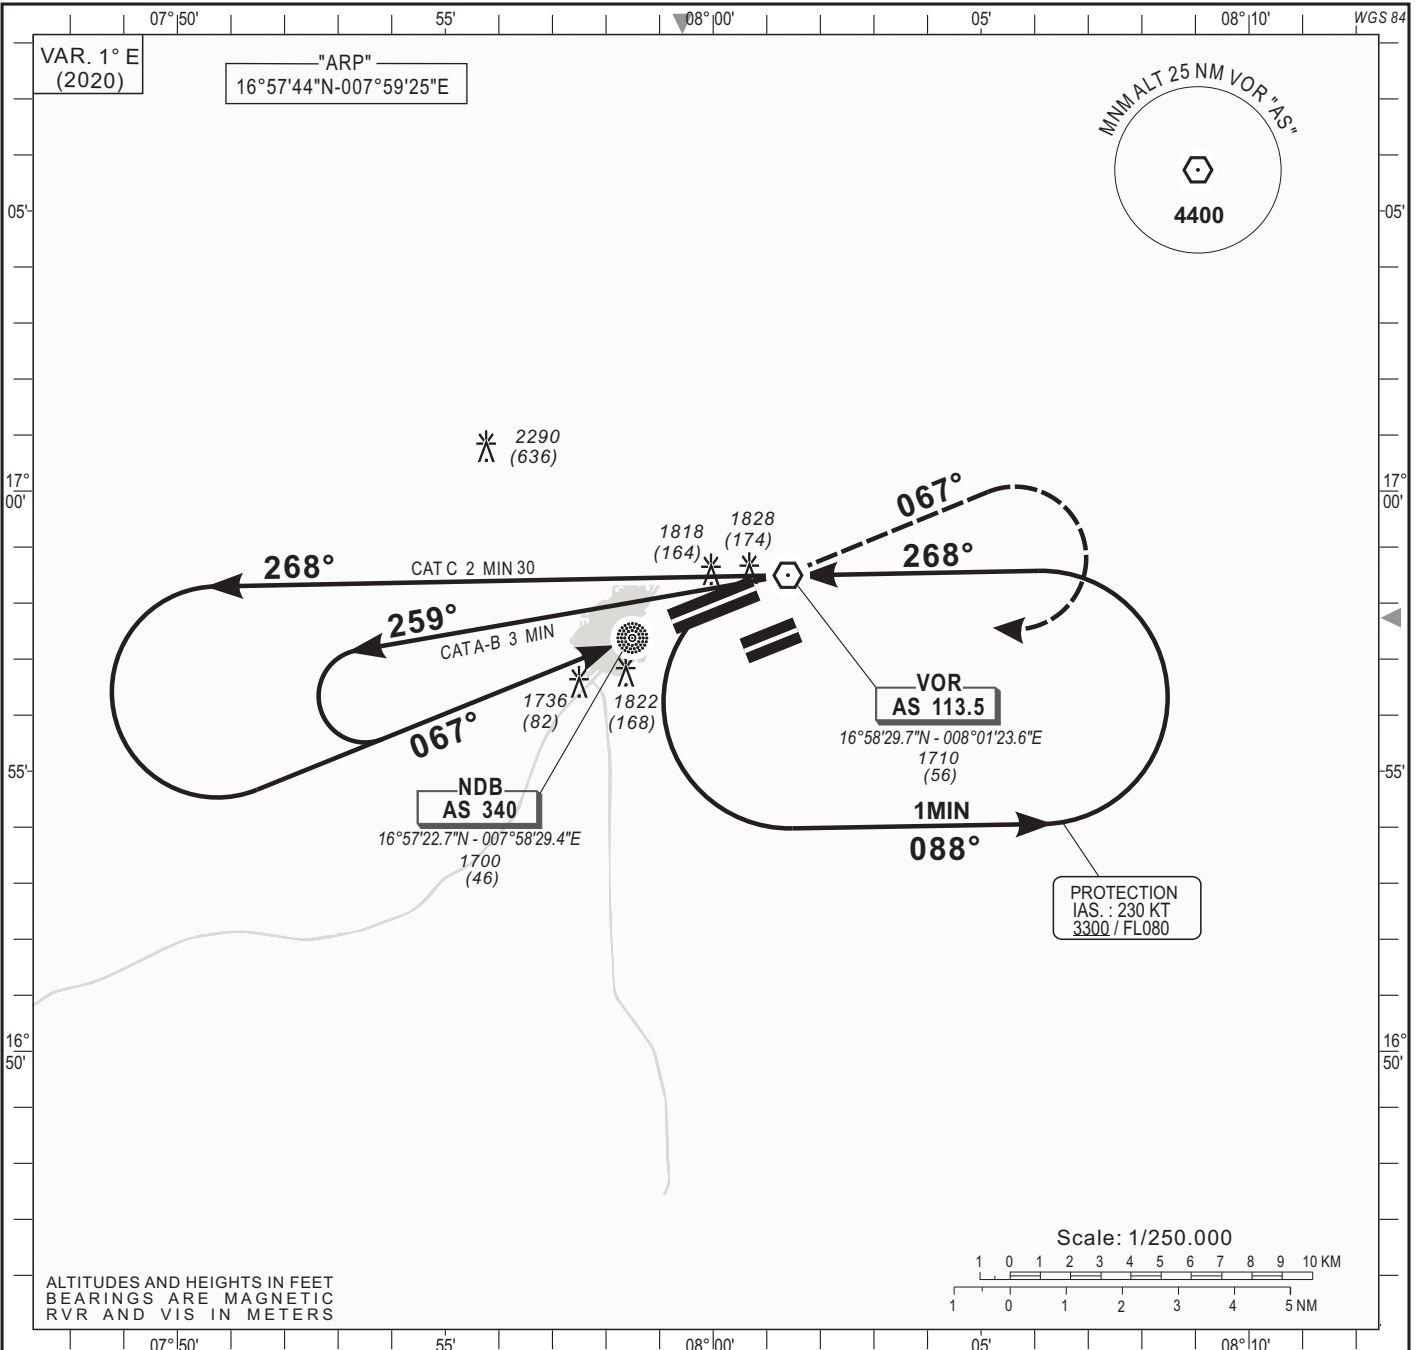 07°50'
55'
08°00'
05'
08°10'
WGS 84
VAR. 1° E
(2020)
"ARP"
16°57'44"N-007°59'25"E
MNM ALT 25 NM VOR "AS"
4400
05'
05'
2290
(636)
17°
00'
17°
00'
067°
1828
(174)
1818
(164)
268°
CAT C 2 MIN 30
268°
259°
CAT A-B 3 MIN
067°
1736
(82)
1822
(168)
VOR
AS 113.5
16°58'29.7"N - 008°01'23.6"E
1710
(56)
55'
55'
NDB
AS 340
16°57'22.7"N - 007°58'29.4"E
1700
(46)
1MIN
088°
PROTECTION
IAS. : 230 KT
3300 / FL080
16°
50'
16°
50'
Scale: 1/250.000
1 0 1 2 3 4 5 6 7 8 9 10 KM
1 0 1 2 3 4 5 NM
ALTITUDES AND HEIGHTS IN FEET
BEARINGS ARE MAGNETIC
RVR AND VIS IN METERS
07°50'
55'
08°00'
05'
08°10'